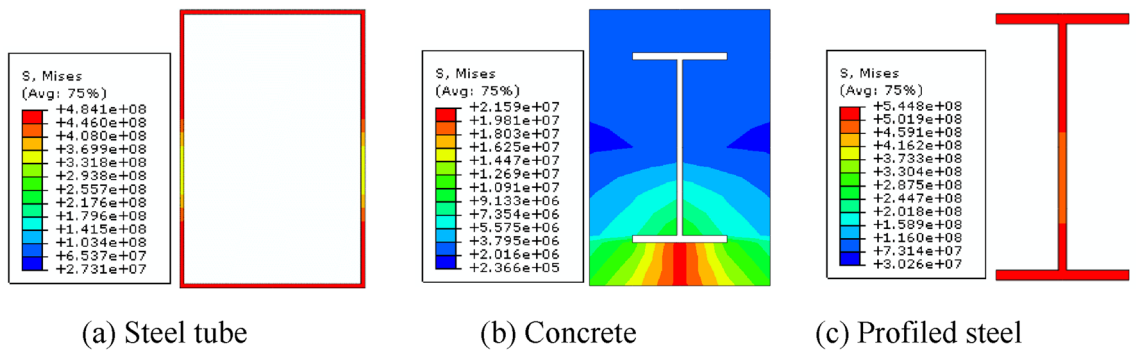 S, Mises
(Avg: 75%)
+4.841e+08
+4.460e+08
+4.080e+08
+3.699e+08
+3.318e+08
+2.938e+08
+2.557e+08
+2.176e+08
+1.796e+08
+1.415e+08
+1.034e+08
+6.537e+07
+2.731e+07
(a) Steel tube
S, Mises
(Avg: 75%)
+2.159e+07
+1.981e+07
+1.803e+07
+1.625e+07
+1.447e+07
+1.269e+07
+1.091e+07
+9.133e+06
+7.354e+06
+5.575e+06
+3.795e+06
+2.016e+06
+2.366e+05
(b) Concrete
S, Mises
(Avg: 75%)
+5.448e+08
+5.019e+08
+4.591e+08
+4.162e+08
+3.733e+08
+3.304e+08
+2.875e+08
+2.447e+08
+2.018e+08
+1.589e+08
+1.160e+08
+7.314e+07
+3.026e+07
(c) Profiled steel